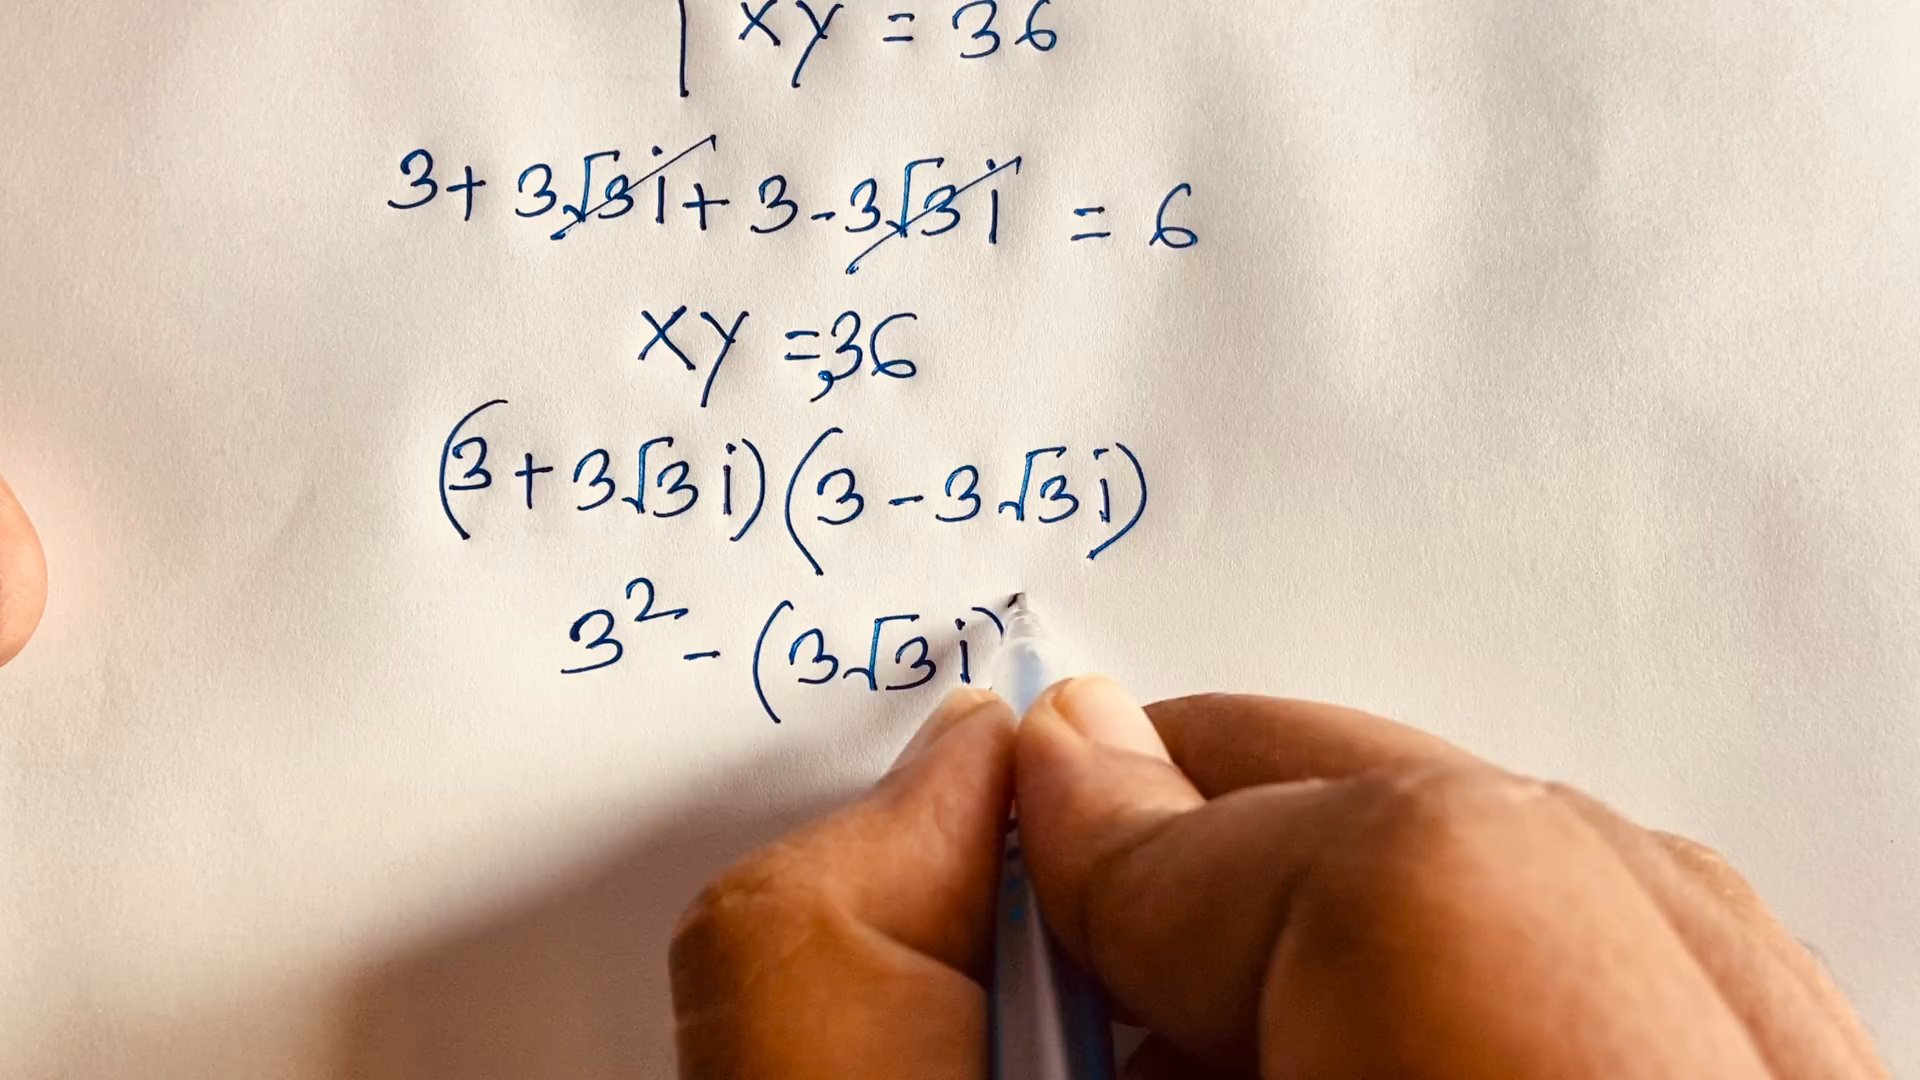 xy = 36
3 + 3√3i + 3 - 3√3i = 6
xy = 36
(3 + 3√3i)(3 - 3√3i)
3² - (3√3i)